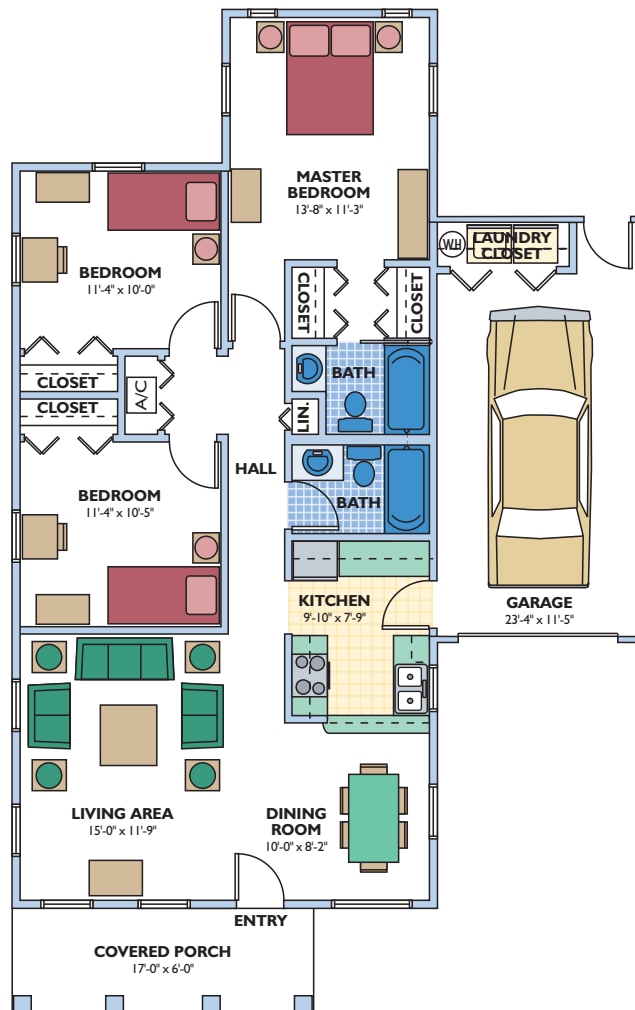 MASTER
BEDROOM
13'-8" x 11'-3"
W/H
LAUNDRY
CLOSET
BEDROOM
11'-4" x 10'-0"
CLOSET
CLOSET
CLOSET
A/C
CLOSET
BATH
LIN.
HALL
BATH
BEDROOM
11'-4" x 10'-5"
KITCHEN
9'-10" x 7'-9"
GARAGE
23'-4" x 11'-5"
LIVING AREA
15'-0" x 11'-9"
DINING
ROOM
10'-0" x 8'-2"
ENTRY
COVERED PORCH
17'-0" x 6'-0"